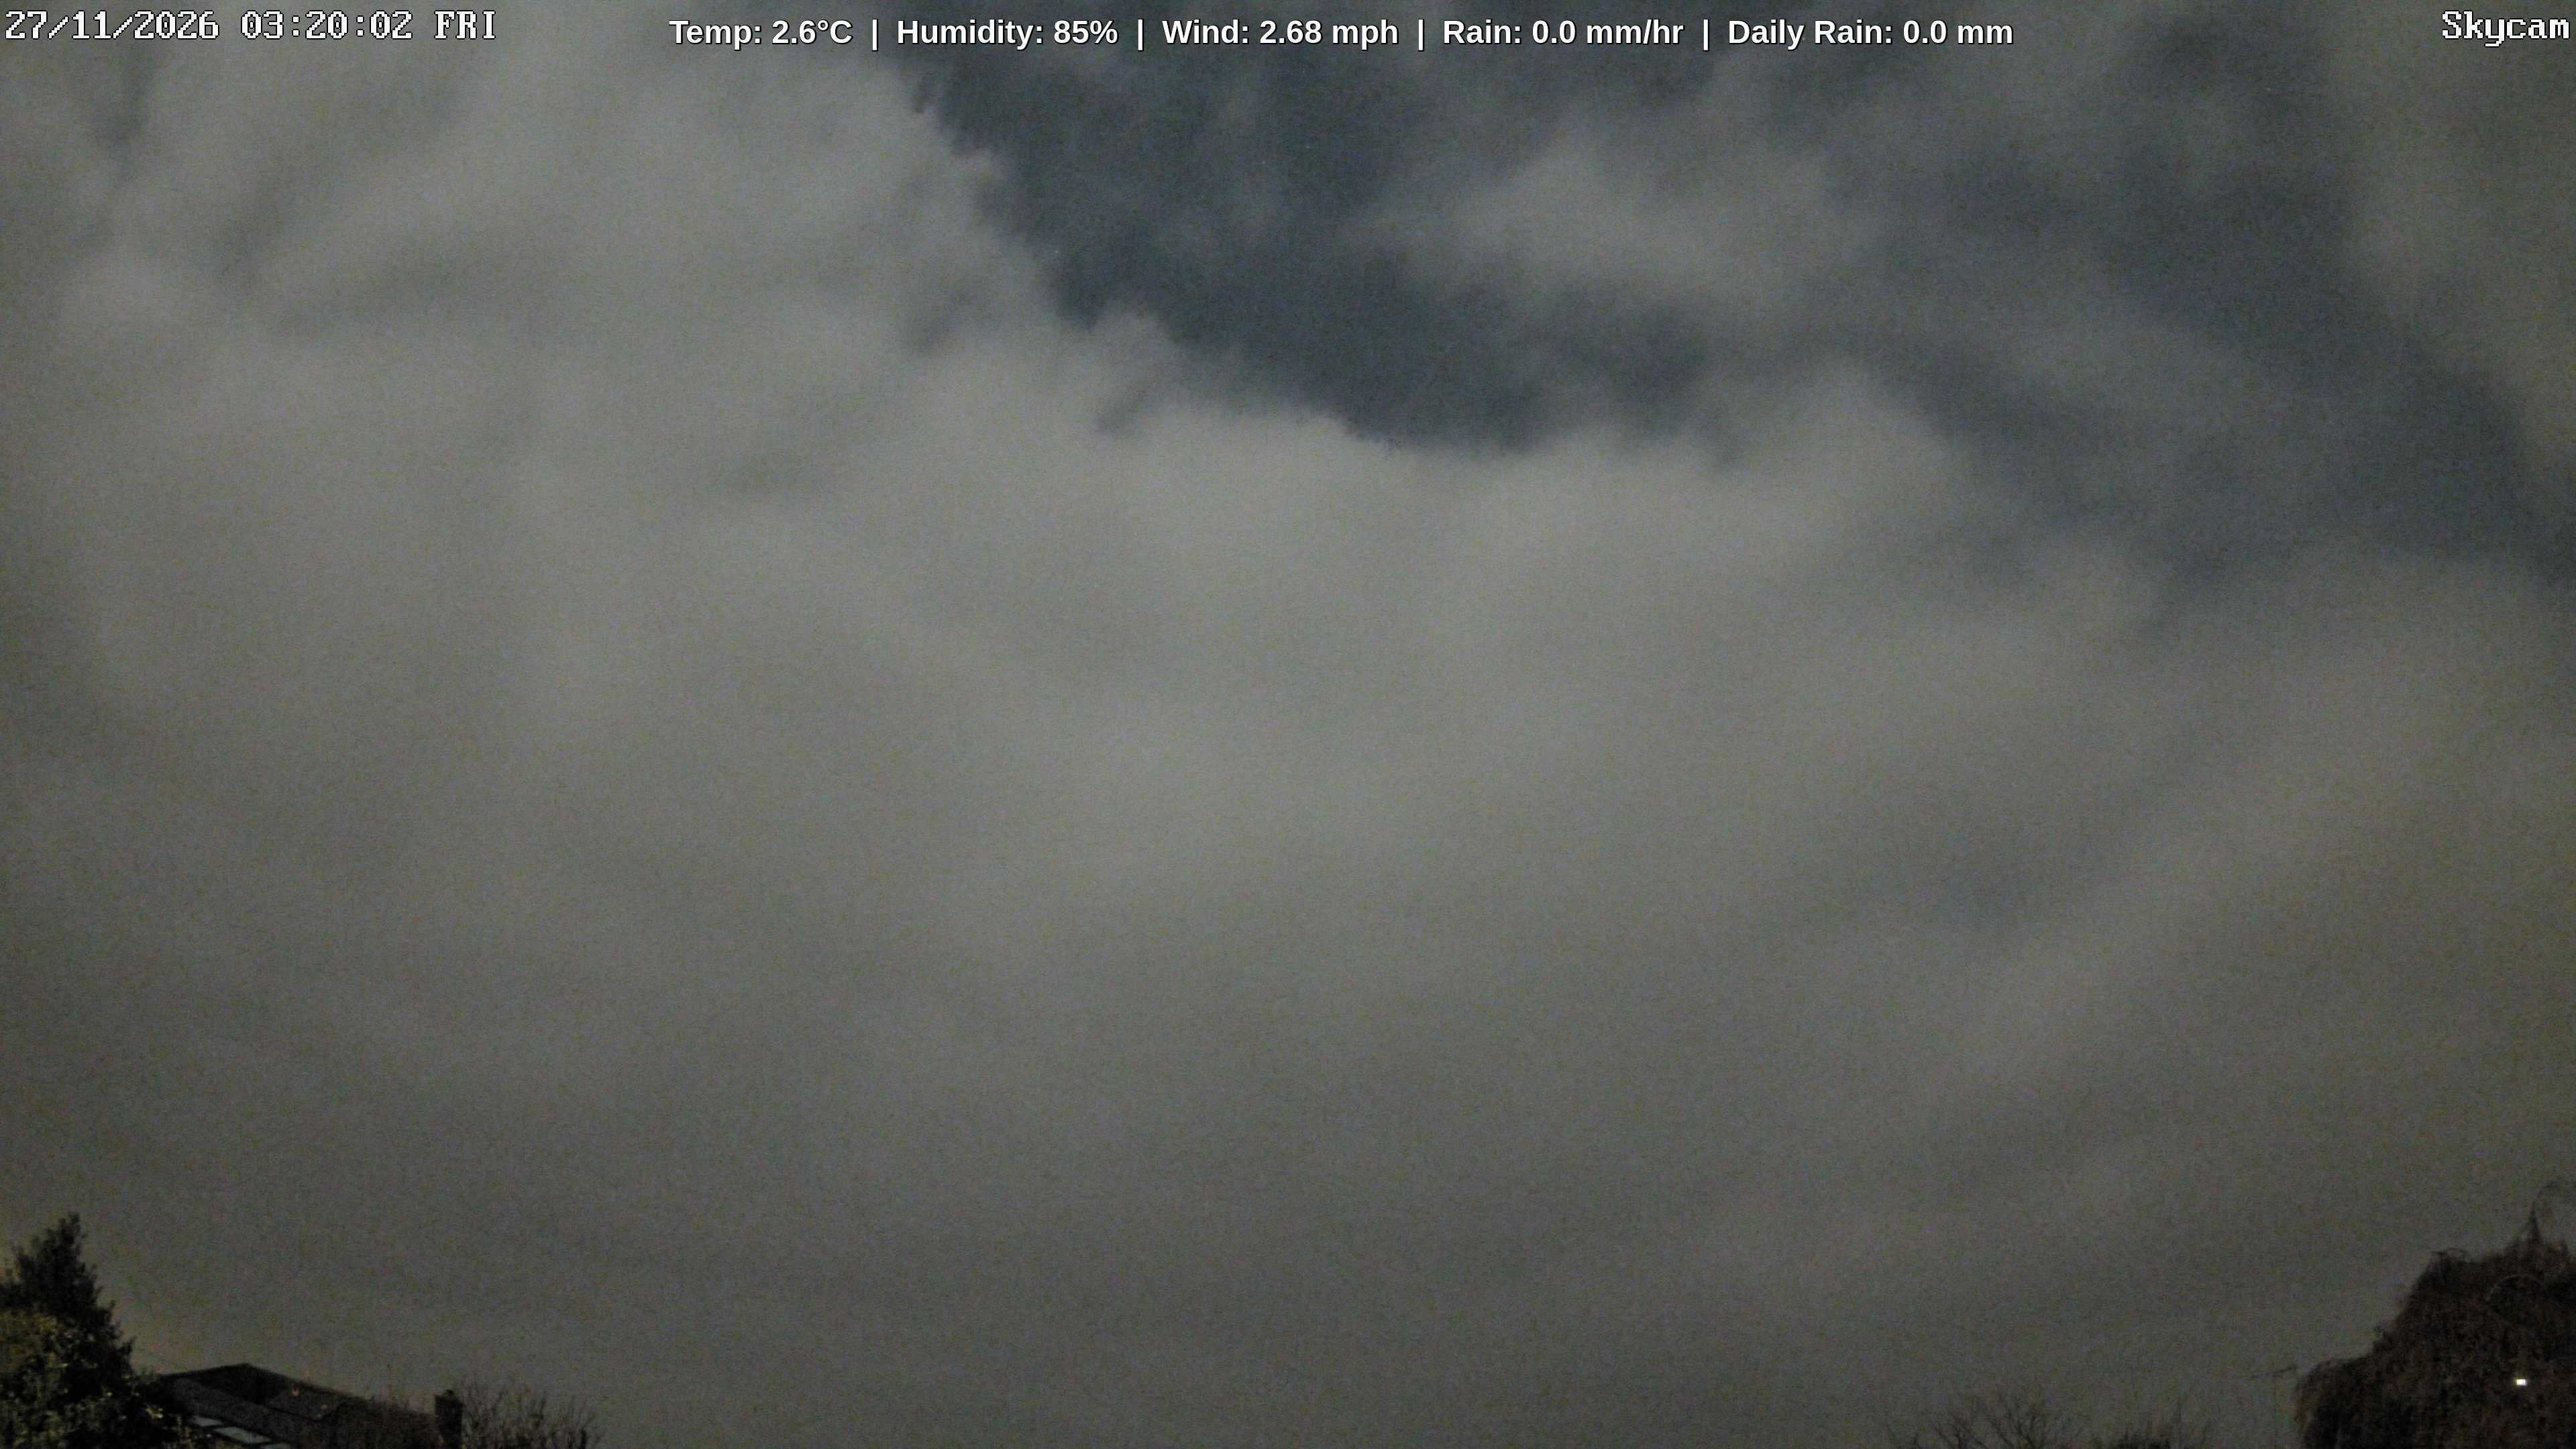 27/11/2026 03:20:02 FRI
Temp: 2.6°C | Humidity: 85% | Wind: 2.68 mph | Rain: 0.0 mm/hr | Daily Rain: 0.0 mm
Skycam